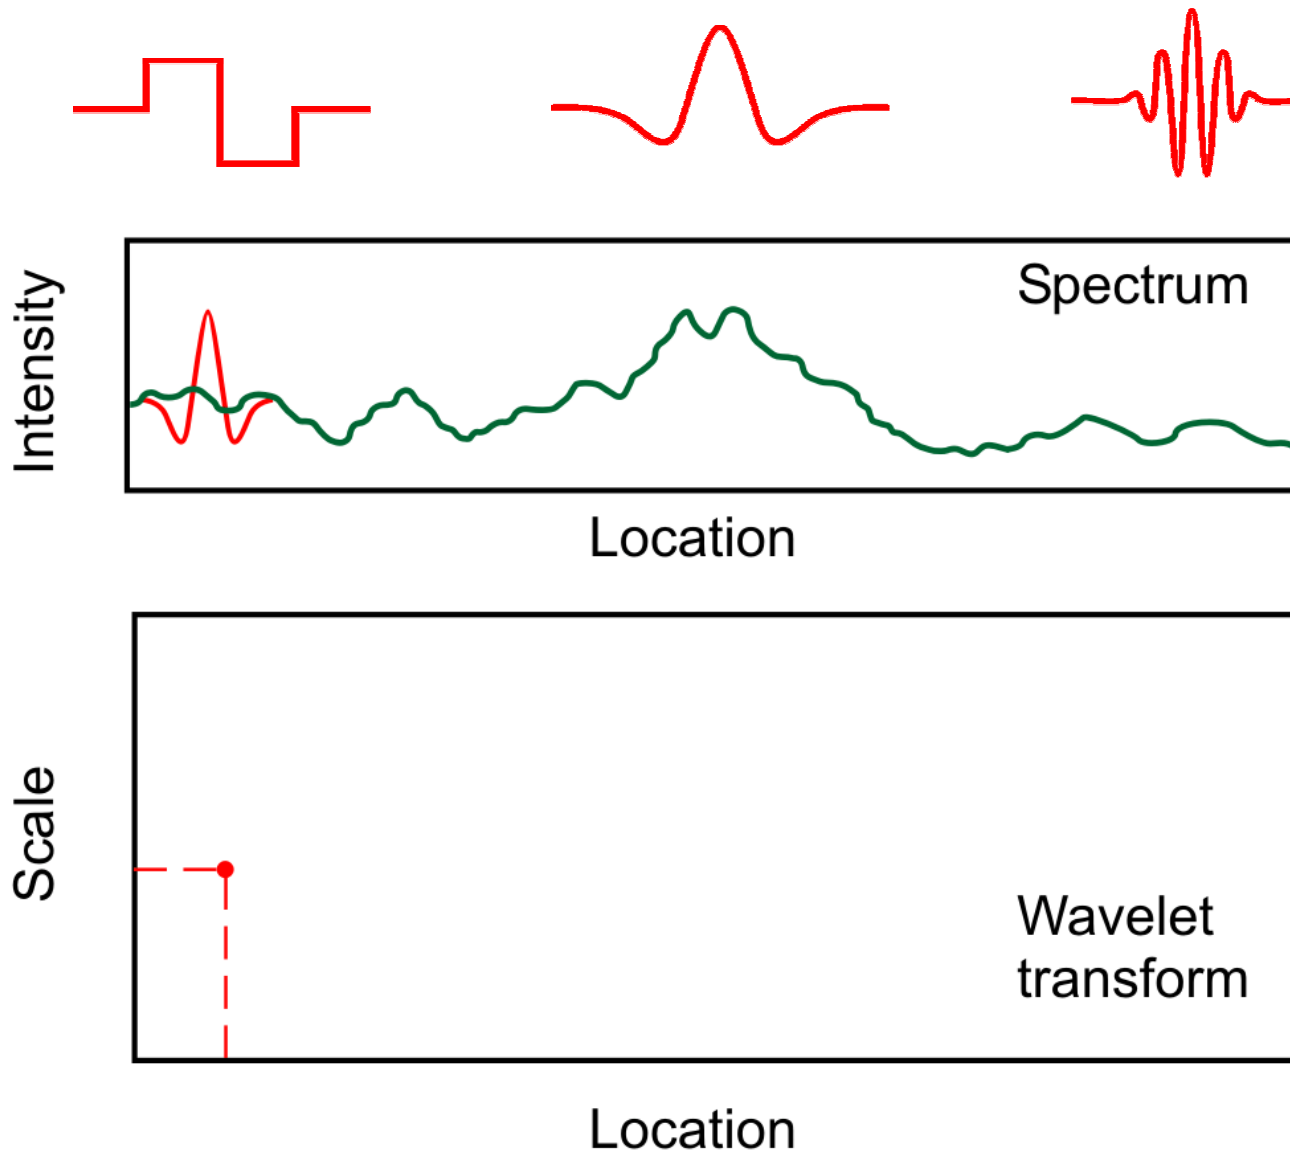 Intensity
Spectrum
Location
Scale
Wavelet
transform
Location